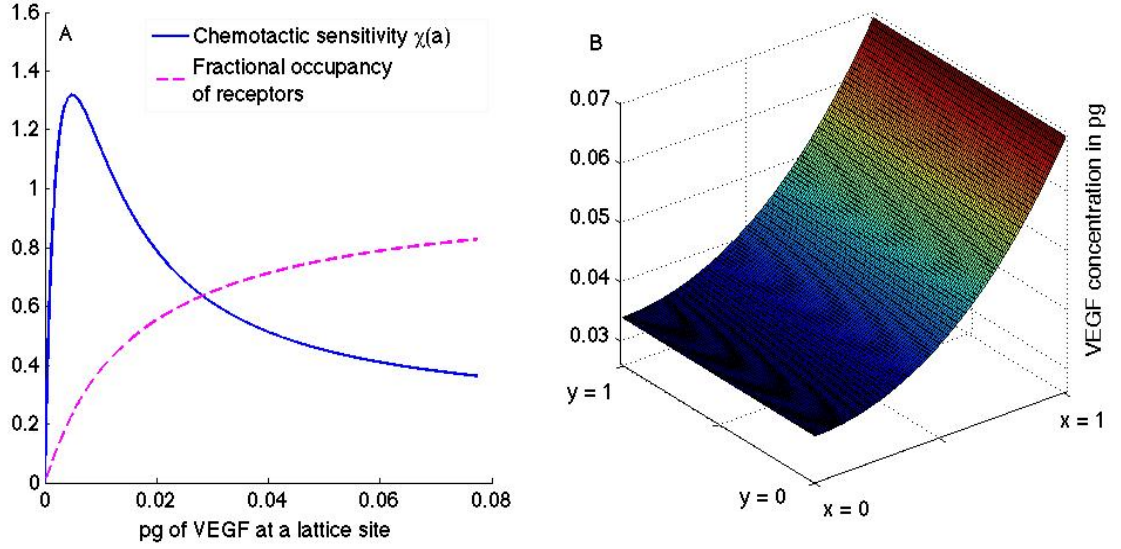 A
Chemotactic sensitivity χ(a)
Fractional occupancy
of receptors
1.6
1.4
1.2
1
0.8
0.6
0.4
0.2
0
0 0.02 0.04 0.06 0.08
pg of VEGF at a lattice site
B
0.07
0.06
0.05
0.04
0.03
VEGF concentration in pg
y = 1
x = 1
y = 0
x = 0